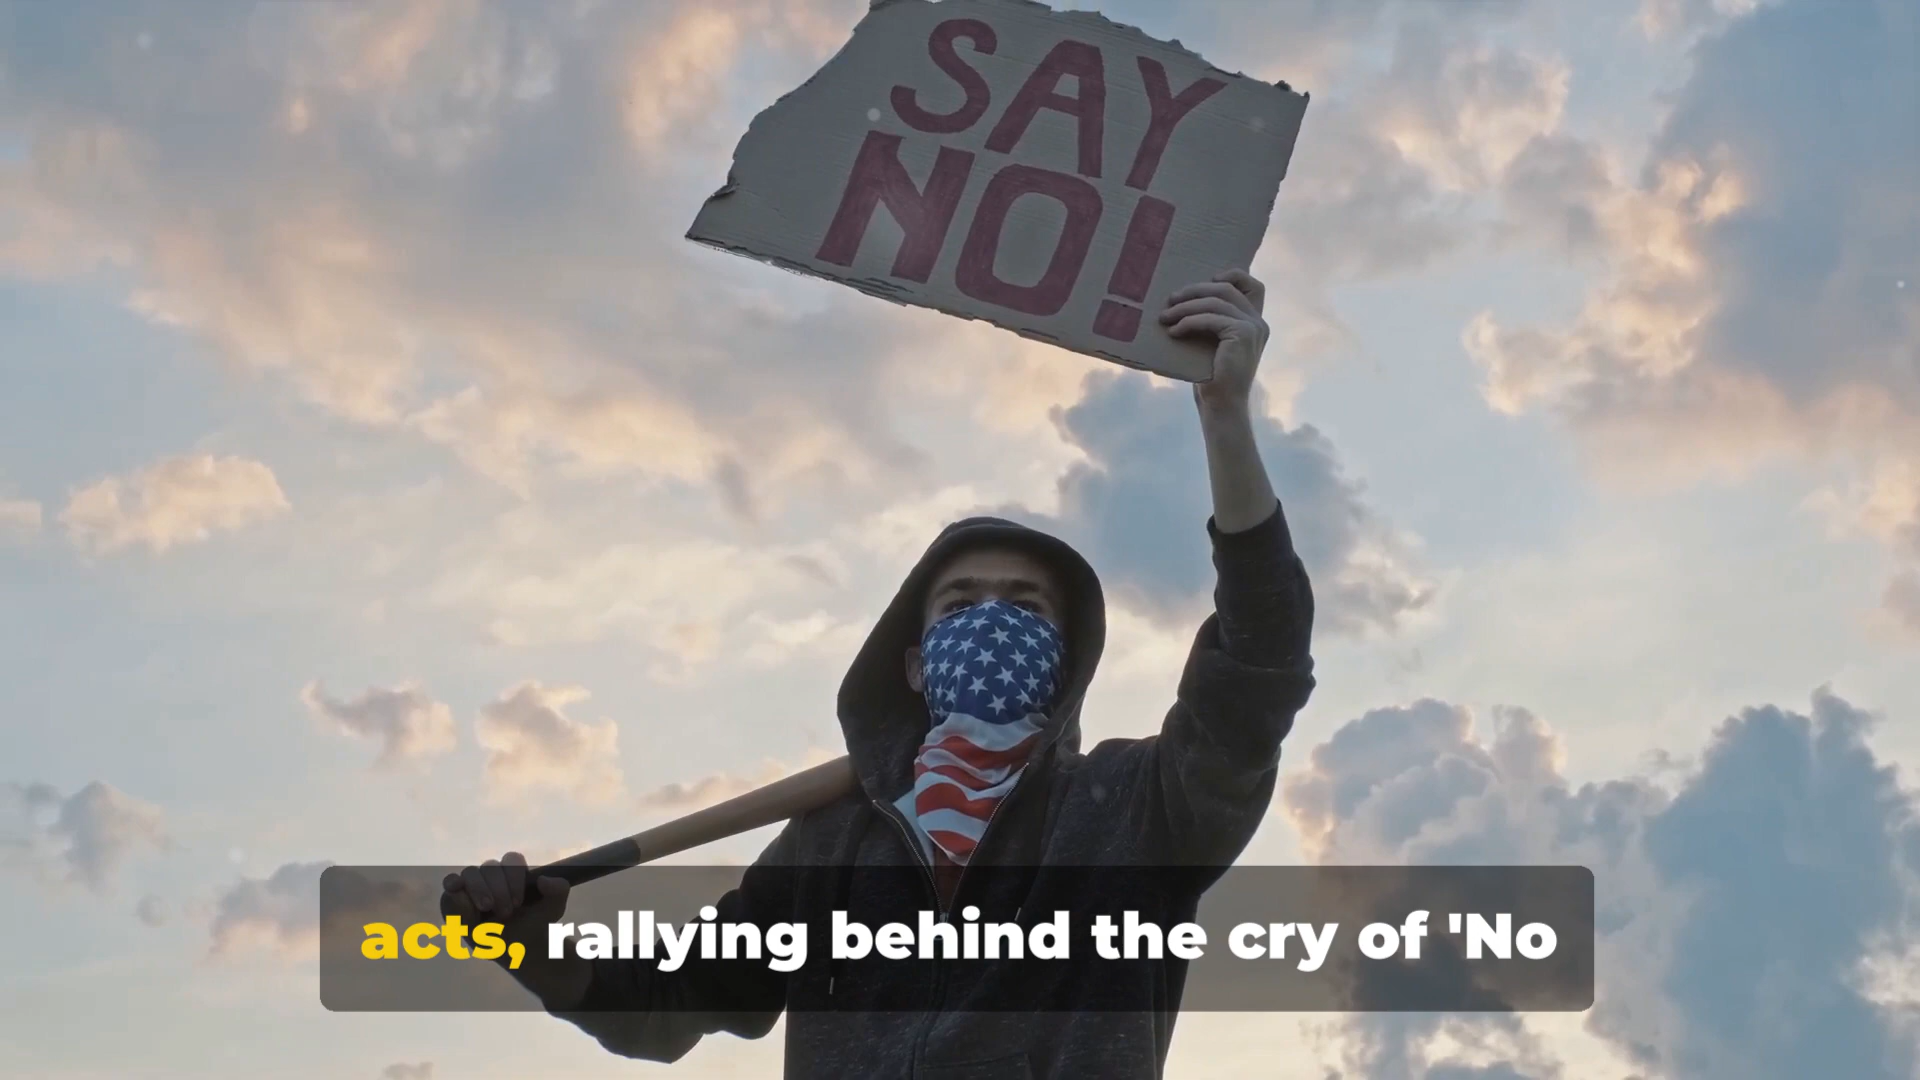 SAY
NO!
acts, rallying behind the cry of 'No